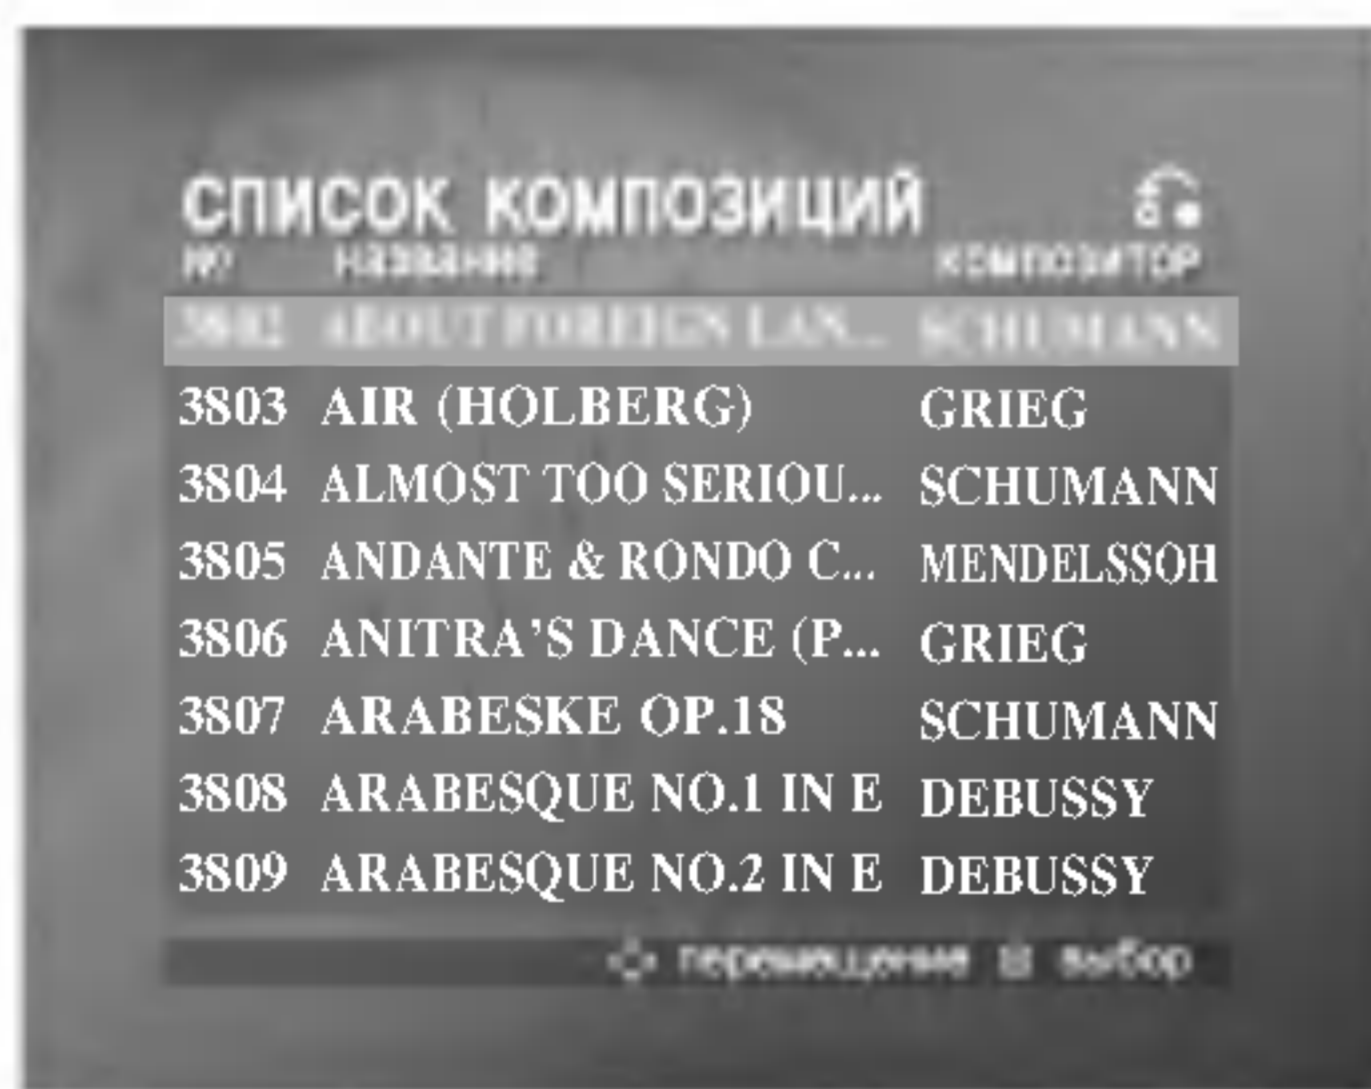 СПИСОК КОМПОЗИЦИЙ
№ название композитор
3802 ABOUT FOREIGN LAN... SCHUMANN
3803 AIR (HOLBERG) GRIEG
3804 ALMOST TOO SERIOU... SCHUMANN
3805 ANDANTE & RONDO C... MENDELSSOH
3806 ANITRA’S DANCE (P... GRIEG
3807 ARABESKE OP.18 SCHUMANN
3808 ARABESQUE NO.1 IN E DEBUSSY
3809 ARABESQUE NO.2 IN E DEBUSSY
перемещение выбор